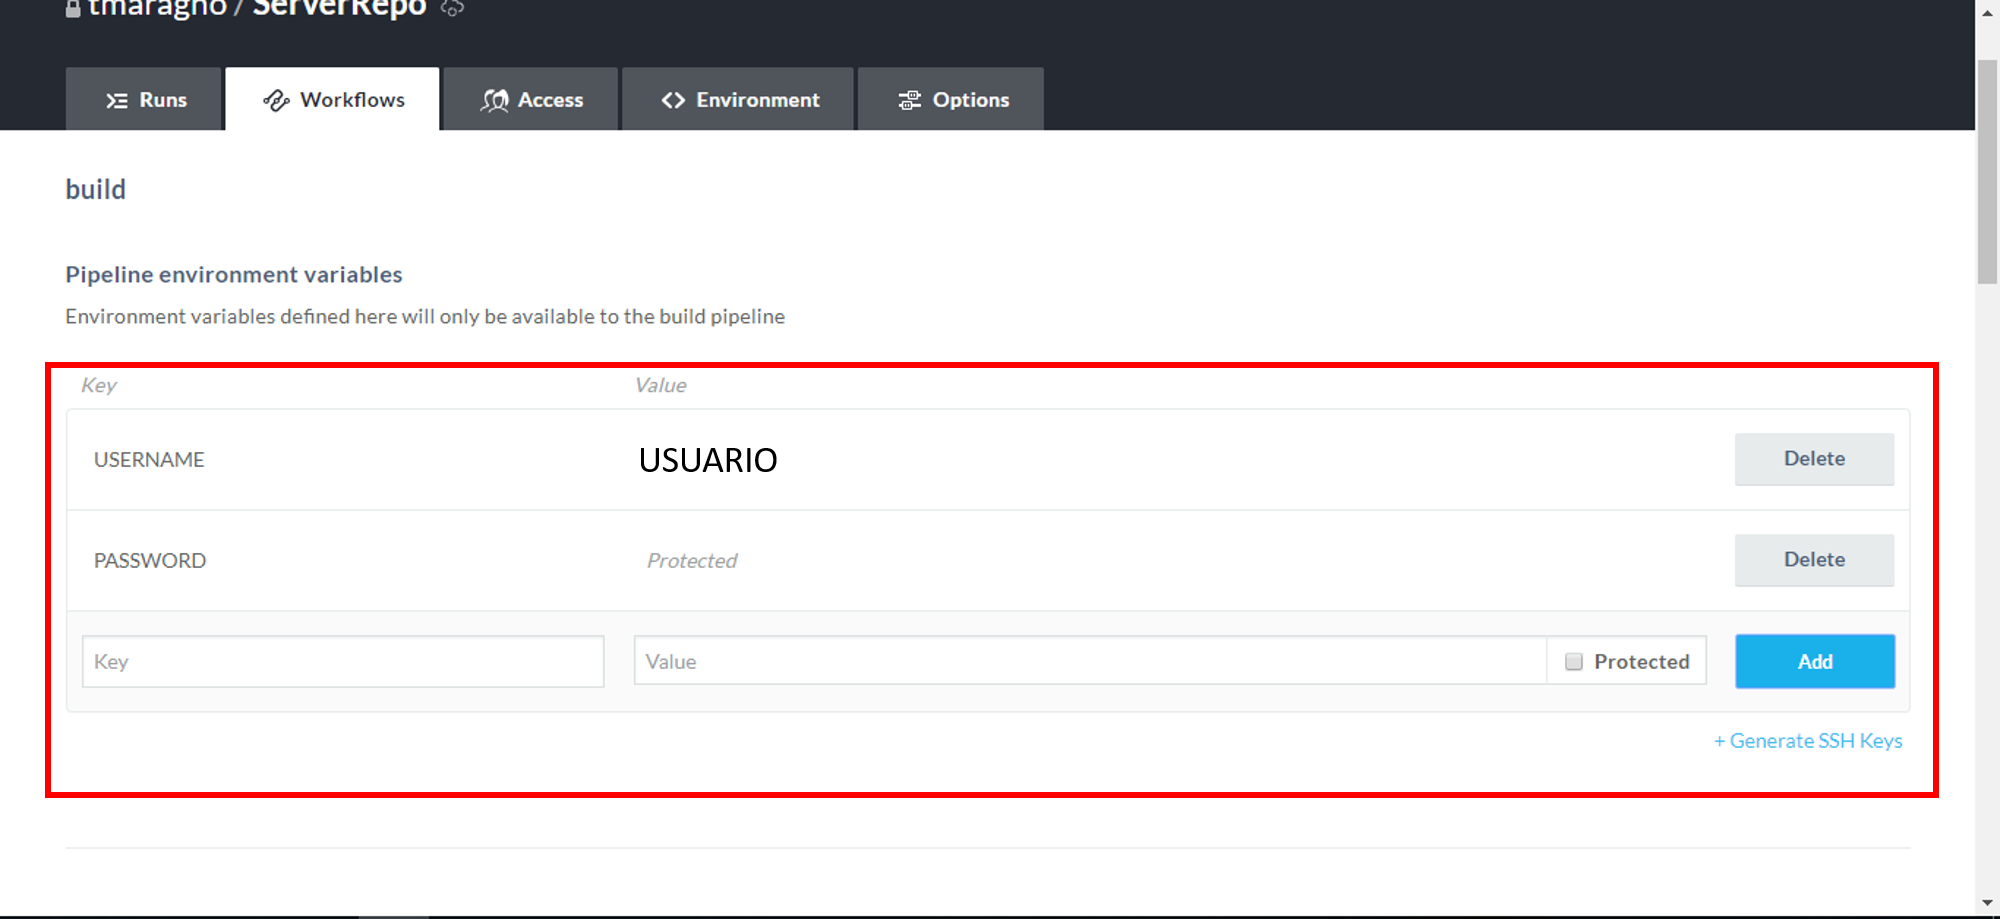 tmaragno / ServerRepo
Runs Workflows Access Environment Options
build
Pipeline environment variables
Environment variables defined here will only be available to the build pipeline
Key Value
USERNAME USUARIO Delete
PASSWORD Protected Delete
Key Value Protected Add
+ Generate SSH Keys